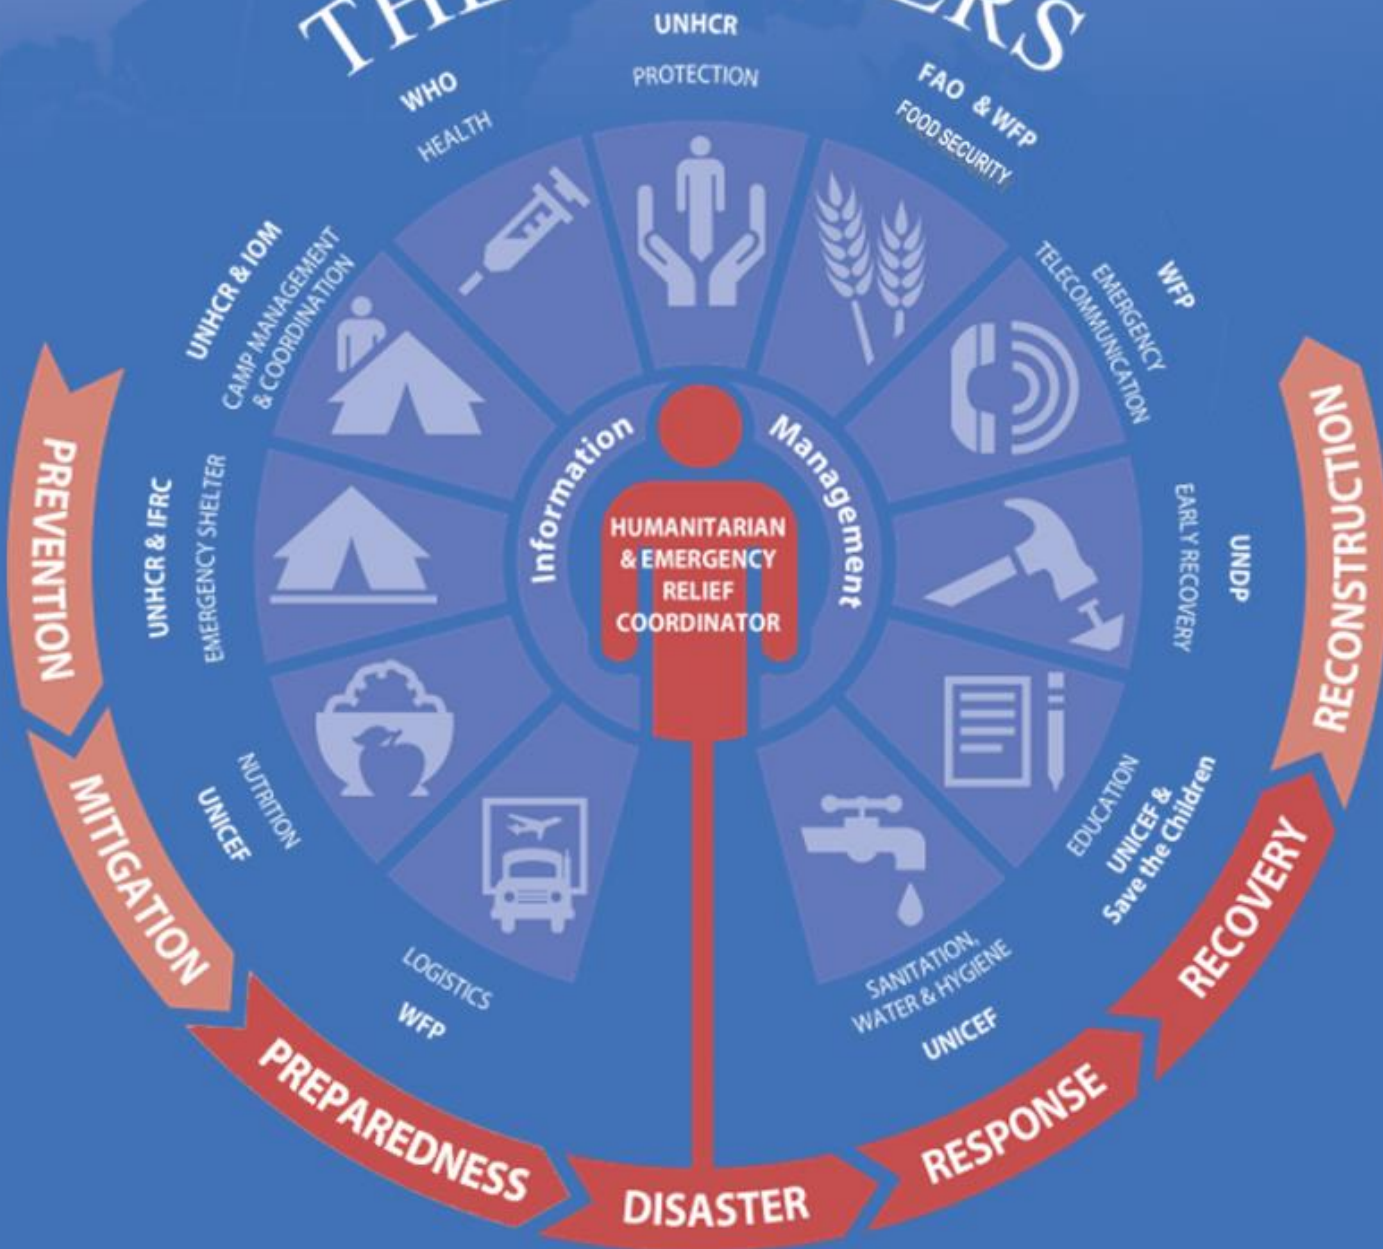 UNHCR
PROTECTION
FAO & WFP
FOOD SECURITY
WFP
EMERGENCY
TELECOMMUNICATION
UNDP
EARLY RECOVERY
EDUCATION
UNICEF &
Save the Children
SANITATION,
WATER & HYGIENE
UNICEF
LOGISTICS
WFP
NUTRITION
UNICEF
UNHCR & IFRC
EMERGENCY SHELTER
UNHCR & IOM
CAMP MANAGEMENT
& COORDINATION
WHO
HEALTH
Information
Management
HUMANITARIAN
& EMERGENCY
RELIEF
COORDINATOR
PREVENTION
MITIGATION
PREPAREDNESS
DISASTER
RESPONSE
RECOVERY
RECONSTRUCTION